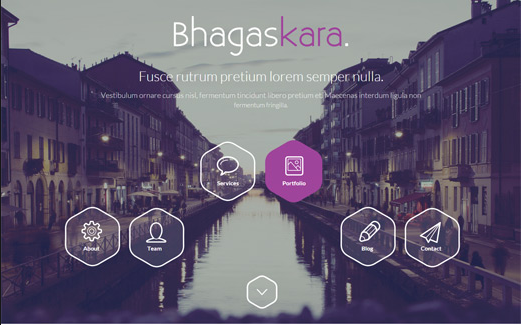 Bhagaskara.
Fusce rutrum pretium lorem semper nulla.
Vestibulum ornare cursus nisl, fermentum tincidunt libero pretium et. Maecenas interdum ligula non
fermentum fringilla.
Services
Portfolio
About
Team
Blog
Contact